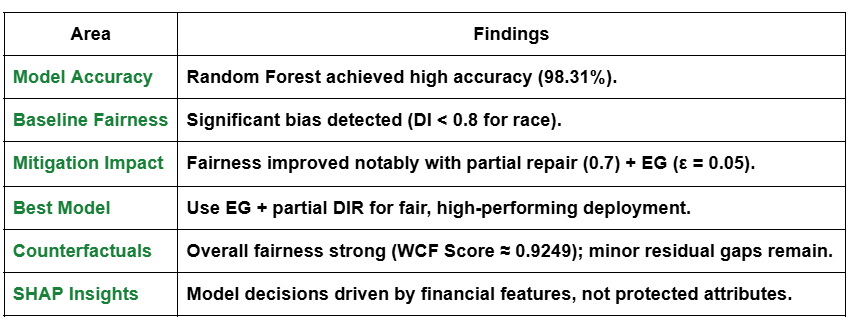 Area Findings
Model Accuracy Random Forest achieved high accuracy (98.31%).
Baseline Fairness Significant bias detected (DI < 0.8 for race).
Mitigation Impact Fairness improved notably with partial repair (0.7) + EG (ε = 0.05).
Best Model Use EG + partial DIR for fair, high-performing deployment.
Counterfactuals Overall fairness strong (WCF Score ≈ 0.9249); minor residual gaps remain.
SHAP Insights Model decisions driven by financial features, not protected attributes.